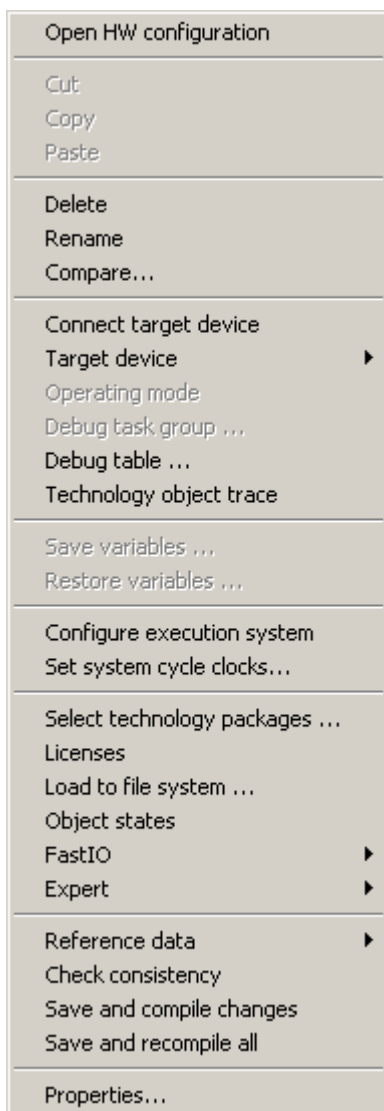 Open HW configuration
Cut
Copy
Paste
Delete
Rename
Compare...
Connect target device
Target device
Operating mode
Debug task group ...
Debug table ...
Technology object trace
Save variables ...
Restore variables ...
Configure execution system
Set system cycle clocks...
Select technology packages ...
Licenses
Load to file system ...
Object states
FastIO
Expert
Reference data
Check consistency
Save and compile changes
Save and recompile all
Properties...